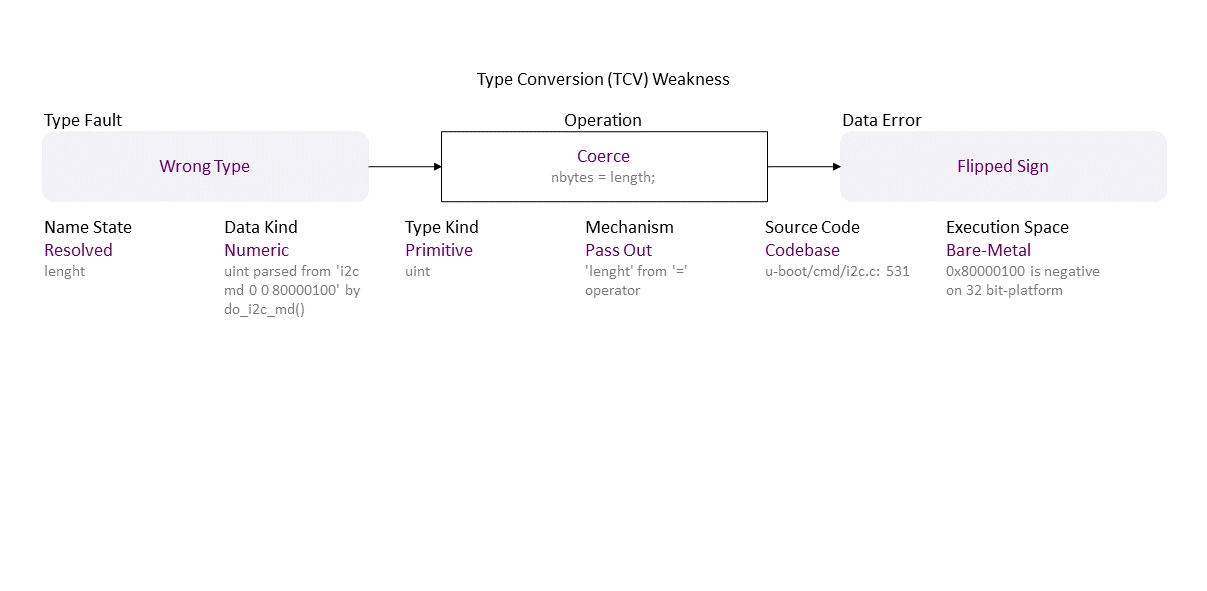 Type Conversion (TCV) Weakness
Type Fault
Operation
Data Error
Wrong Type
Coerce
nbytes = length;
Flipped Sign
Name State
Resolved
lenght
Data Kind
Numeric
uint parsed from 'i2c
md 0 0 80000100' by
do_i2c_md()
Type Kind
Primitive
uint
Mechanism
Pass Out
'lenght' from '='
operator
Source Code
Codebase
u-boot/cmd/i2c.c: 531
Execution Space
Bare-Metal
0x80000100 is negative
on 32 bit-platform